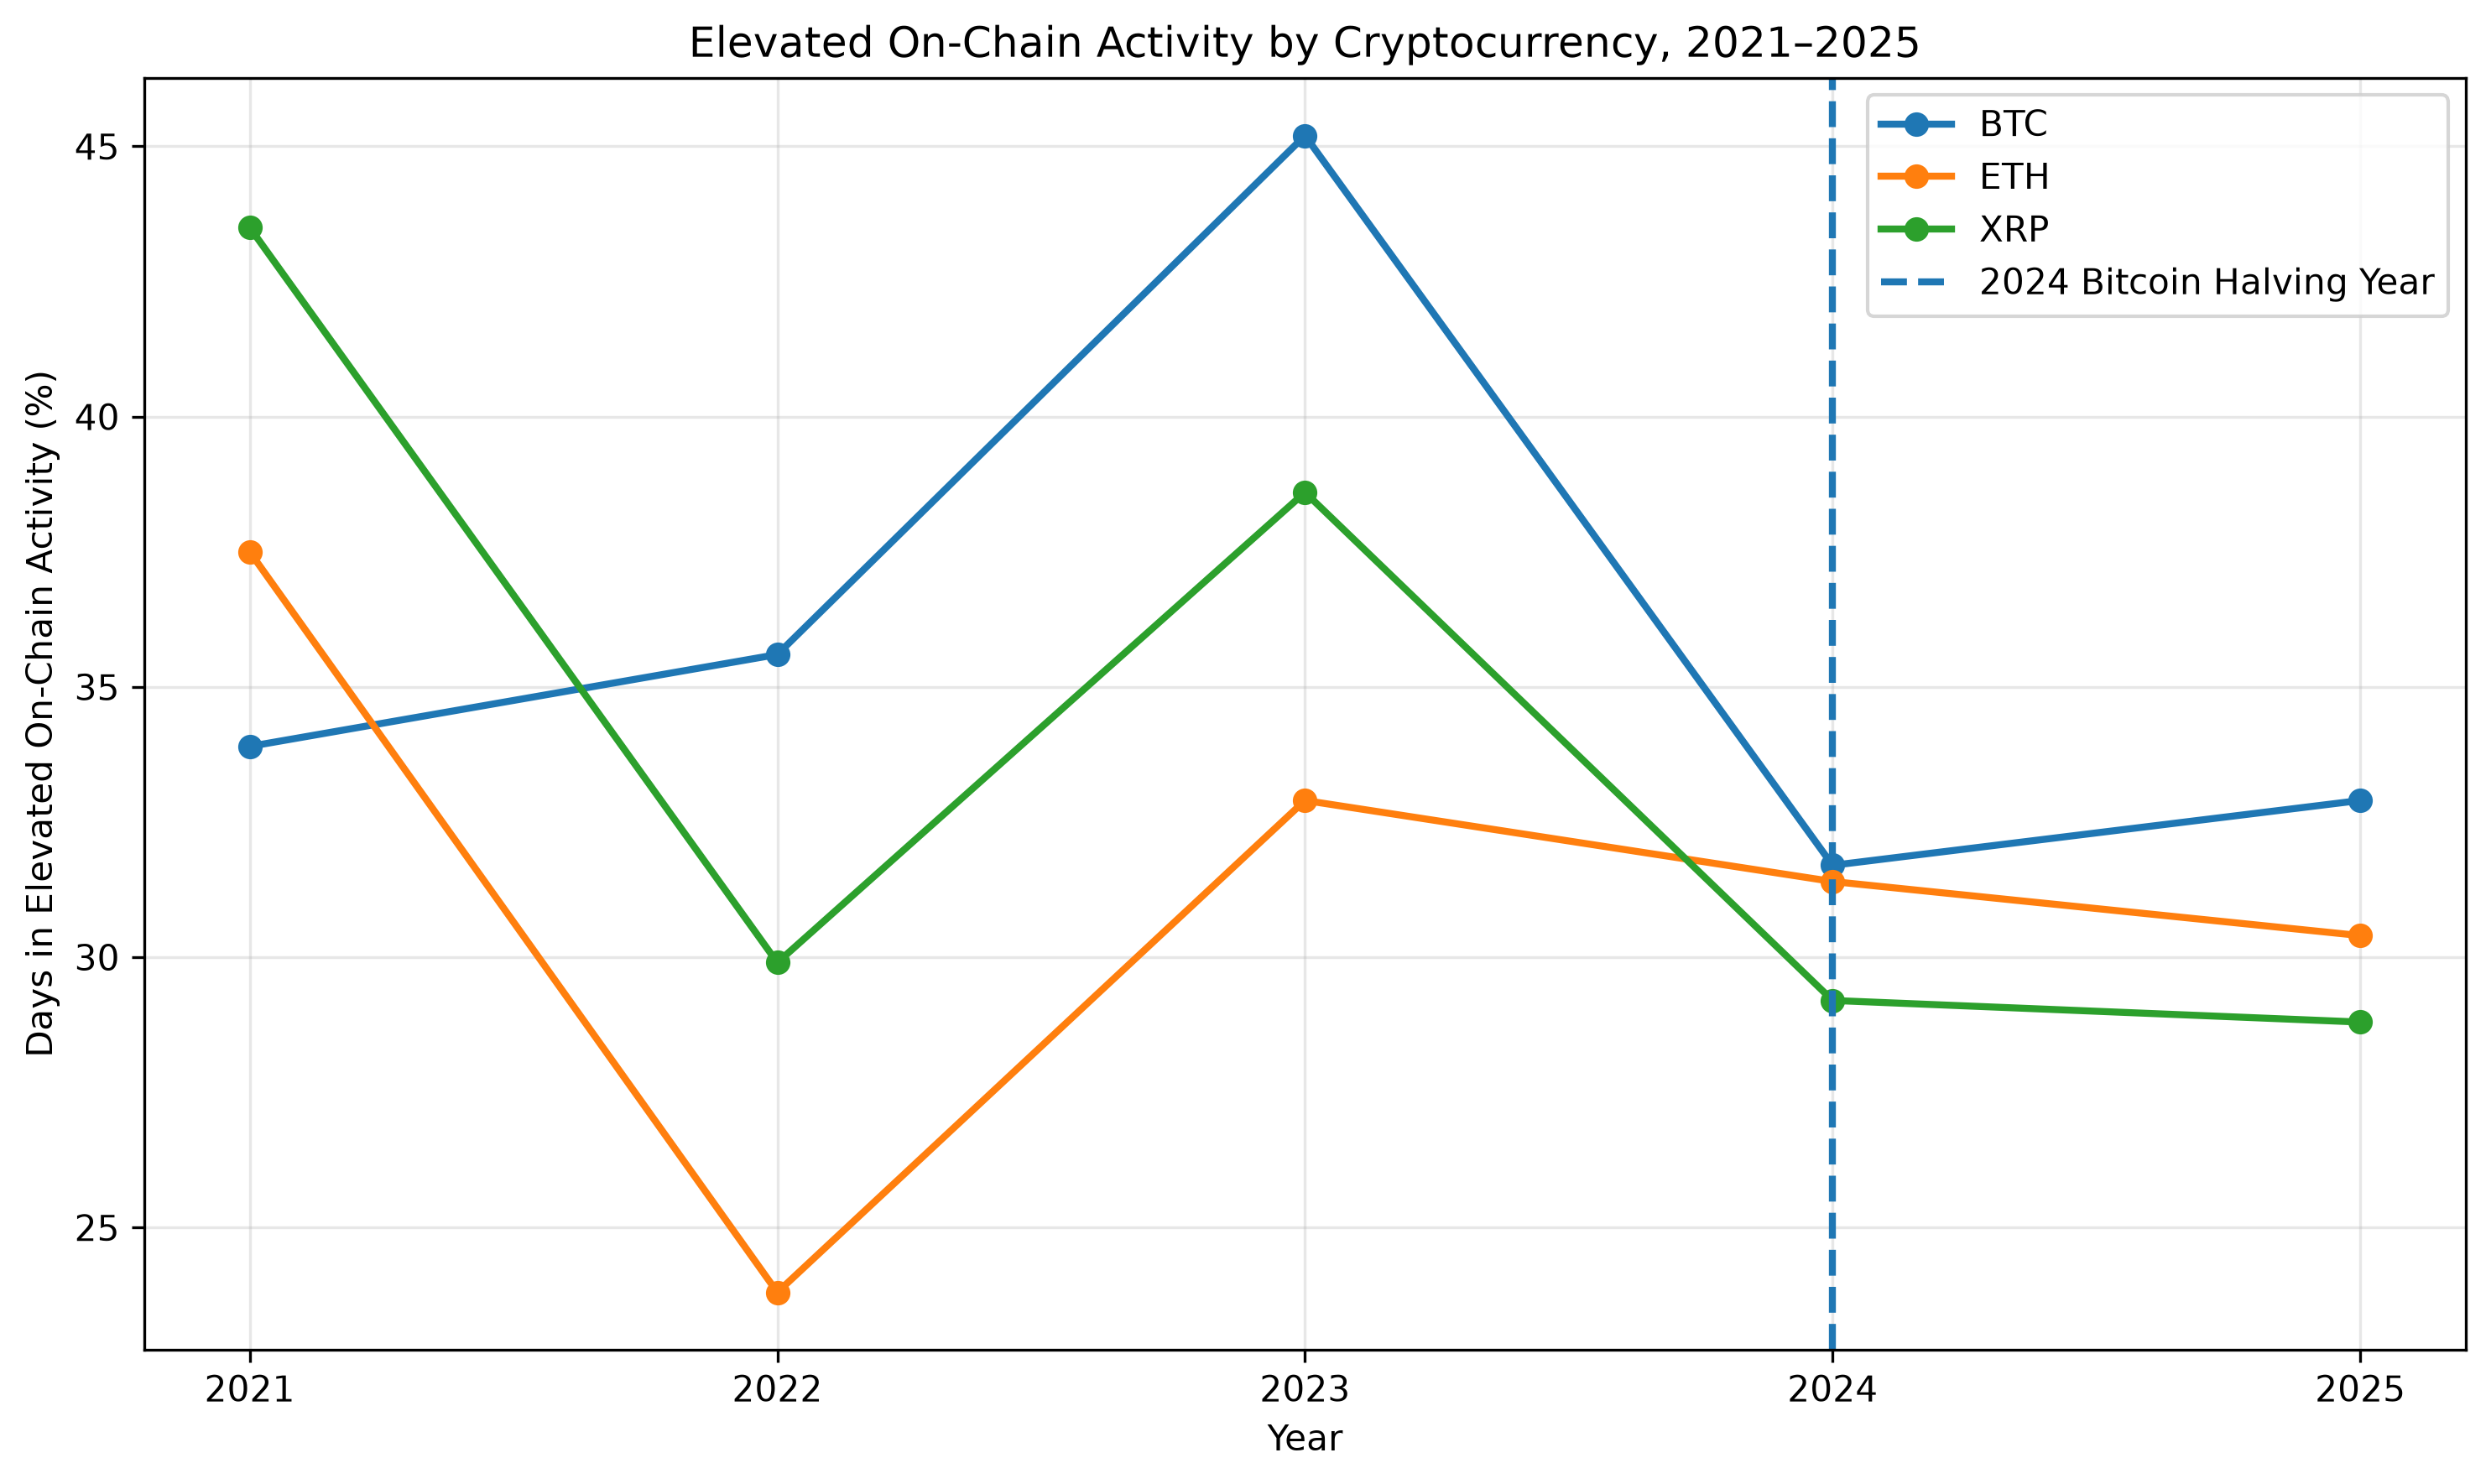 Elevated On-Chain Activity by Cryptocurrency, 2021–2025
BTC
ETH
XRP
2024 Bitcoin Halving Year
Days in Elevated On-Chain Activity (%)
45
40
35
30
25
2021 2022 2023 2024 2025
Year